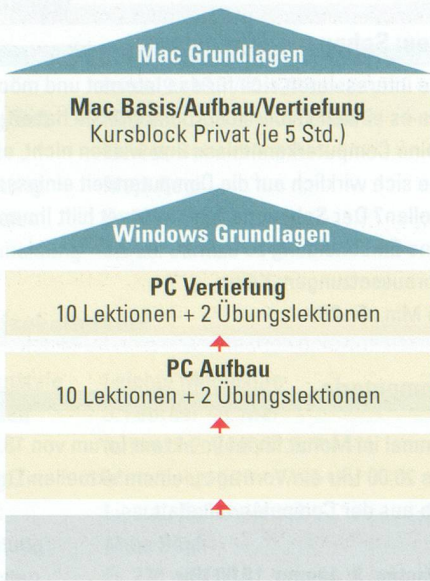 Mac Grundlagen
Mac Basis/Aufbau/Vertiefung
Kursblock Privat (je 5 Std.)
Windows Grundlagen
PC Vertiefung
10 Lektionen + 2 Übungslektionen
PC Aufbau
10 Lektionen + 2 Übungslektionen